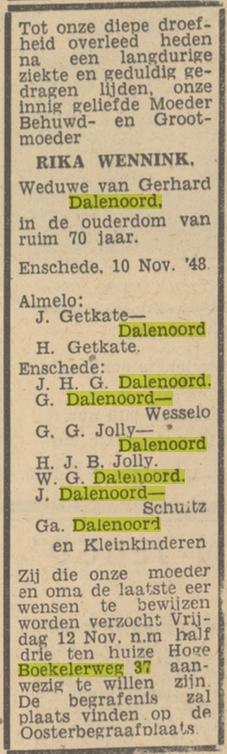 Tot onze diepe droef-
heid overleed heden
na een langdurige
ziekte en geduldig ge-
dragen lijden, onze
innig geliefde Moeder
Behuwd- en Groot-
moeder
RIKA WENNINK,
Weduwe van Gerhard
Dalenoord,
in de ouderdom van
ruim 70 jaar.
Enschede, 10 Nov. '48.
Almelo:
J. Getkate—
Dalenoord
H. Getkate.
Enschede:
J. H. G. Dalenoord.
G. Dalenoord—
Wesselo
G. G. Jolly—
Dalenoord
H. J. B. Jolly.
W. G. Dalenoord.
J. Dalenoord—
Schultz
Ga. Dalenoord
en Kleinkinderen
Zij die onze moeder
en oma de laatste eer
wensen te bewijzen
worden verzocht Vrij-
dag 12 Nov. n.m half
drie ten huize Hoge
Boekelerweg 37 aan-
wezig te willen zijn
De begrafenis zal
plaats vinden op de
Oosterbegraafplaats.